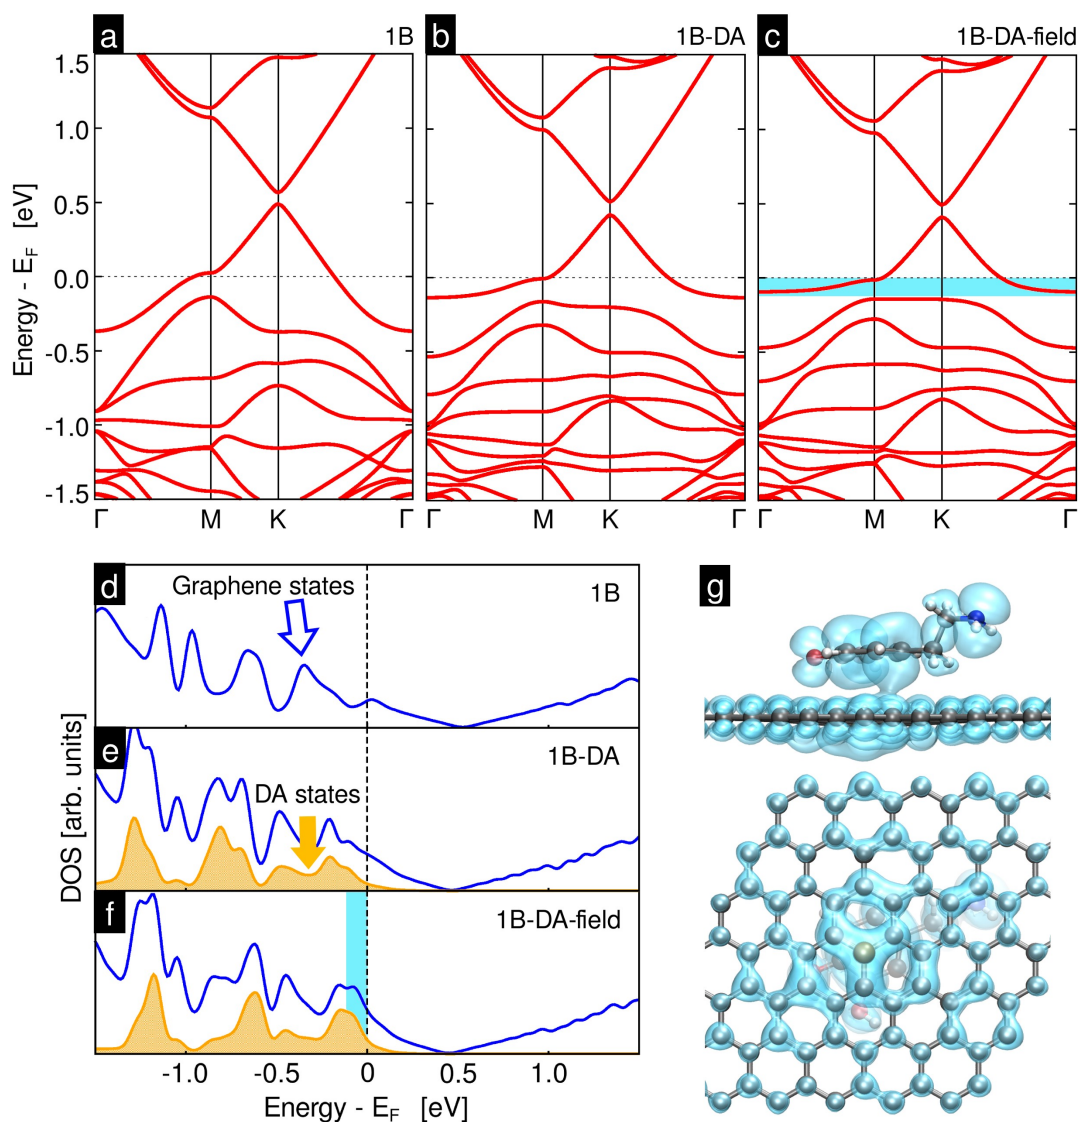 a 1B b 1B-DA c 1B-DA-field
1.5
1.0
0.5
0.0
-0.5
-1.0
-1.5
Energy - E_F [eV]
Γ M K Γ Γ M K Γ Γ M K Γ
d Graphene states 1B
e 1B-DA
DA states
f 1B-DA-field
DOS [arb. units]
-1.0 -0.5 0 0.5 1.0
Energy - E_F [eV]
g